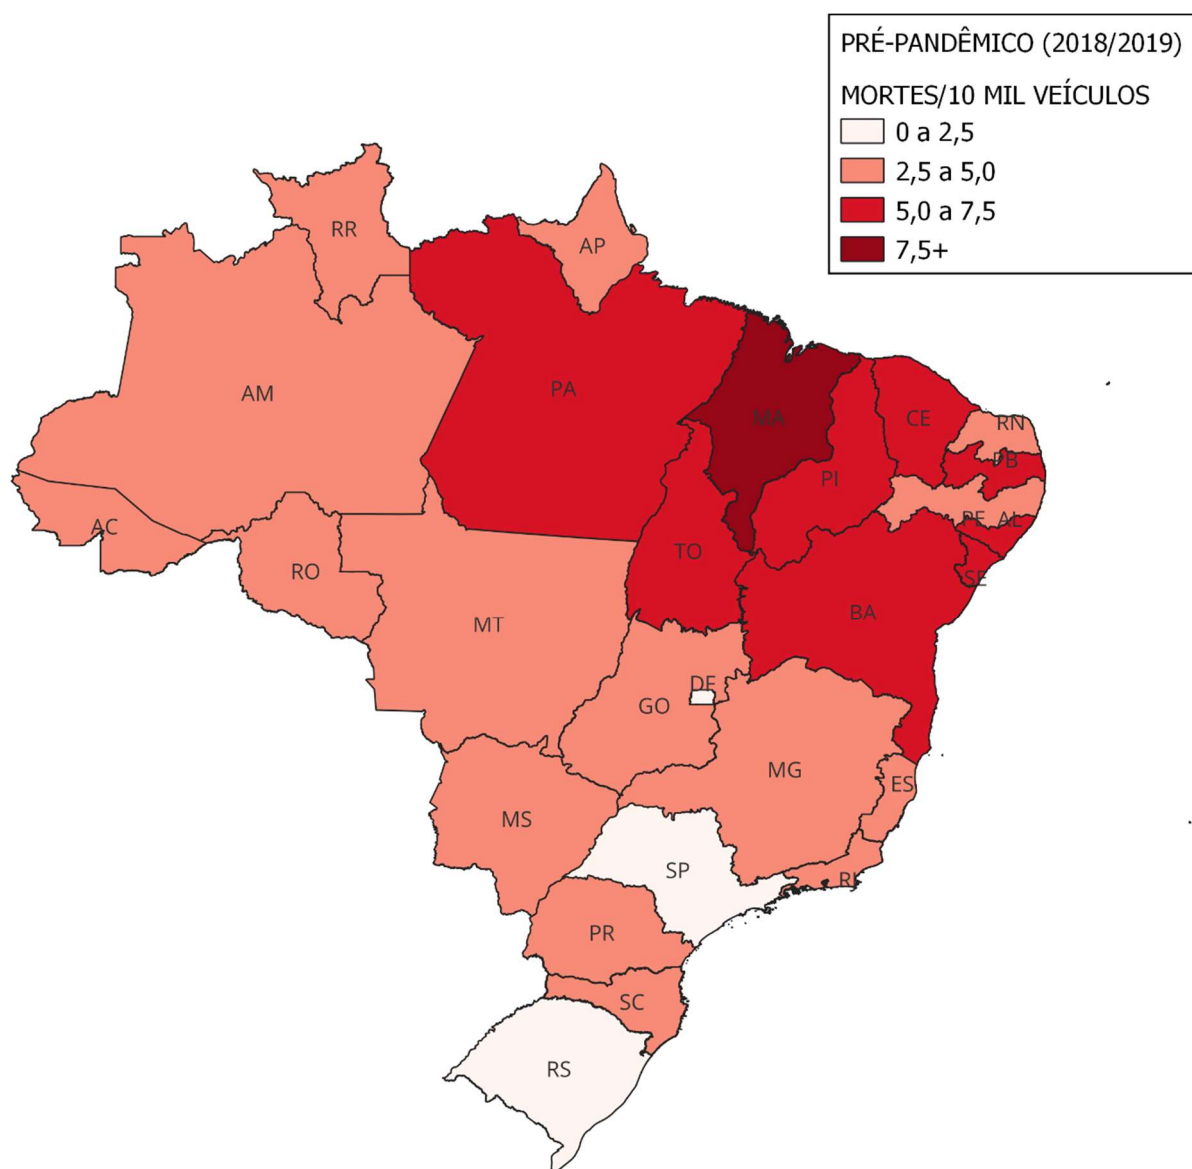 PRÉ-PANDÊMICO (2018/2019)
MORTES/10 MIL VEÍCULOS
0 a 2,5
2,5 a 5,0
5,0 a 7,5
7,5+
RR
AP
AM
PA
MA
CE
RN
PB
PI
PE
AL
AC
TO
SE
RO
BA
MT
DF
GO
MG
ES
MS
SP
RJ
PR
SC
RS